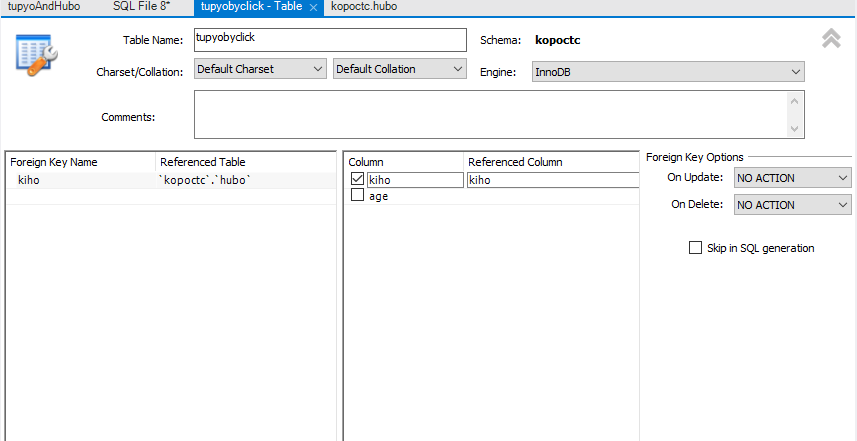 tupyoAndHubo SQL File 8* tupyobyclick - Table × kopoctc.hubo
Table Name: tupyobyclick Schema: kopoctc
Charset/Collation: Default Charset Default Collation Engine: InnoDB
Comments:
Foreign Key Name Referenced Table Column Referenced Column Foreign Key Options
kiho `kopoctc`.`hubo` kiho kiho On Update: NO ACTION
age On Delete: NO ACTION
Skip in SQL generation